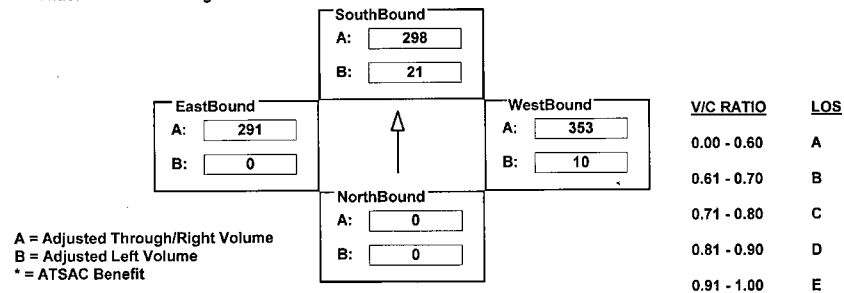 SouthBound
A: 298
B: 21
EastBound
A: 291
B: 0
WestBound
A: 353
B: 10
NorthBound
A: 0
B: 0
A = Adjusted Through/Right Volume
B = Adjusted Left Volume
* = ATSAC Benefit
V/C RATIO LOS
0.00 - 0.60 A
0.61 - 0.70 B
0.71 - 0.80 C
0.81 - 0.90 D
0.91 - 1.00 E